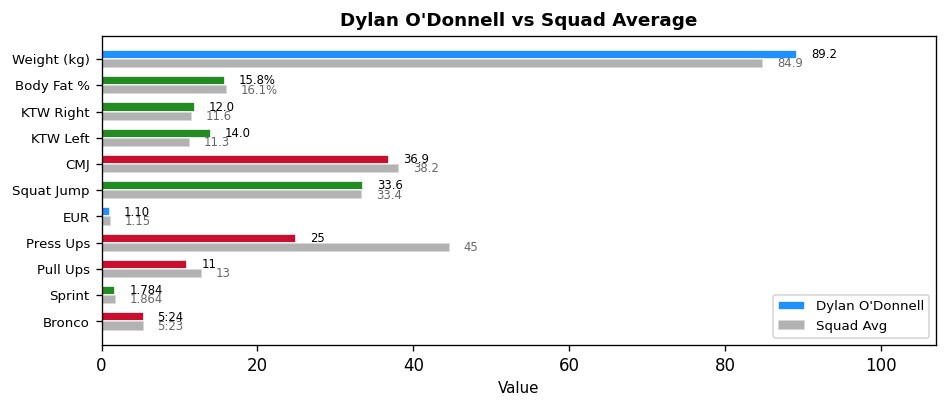 Dylan O'Donnell vs Squad Average
Weight (kg)
89.2
84.9
Body Fat %
15.8%
16.1%
KTW Right
12.0
11.6
KTW Left
14.0
11.3
CMJ
36.9
38.2
Squat Jump
33.6
33.4
EUR
1.10
1.15
Press Ups
25
45
Pull Ups
11
13
Sprint
1.784
1.864
Bronco
5:24
5:23
Dylan O'Donnell
Squad Avg
0 20 40 60 80 100
Value